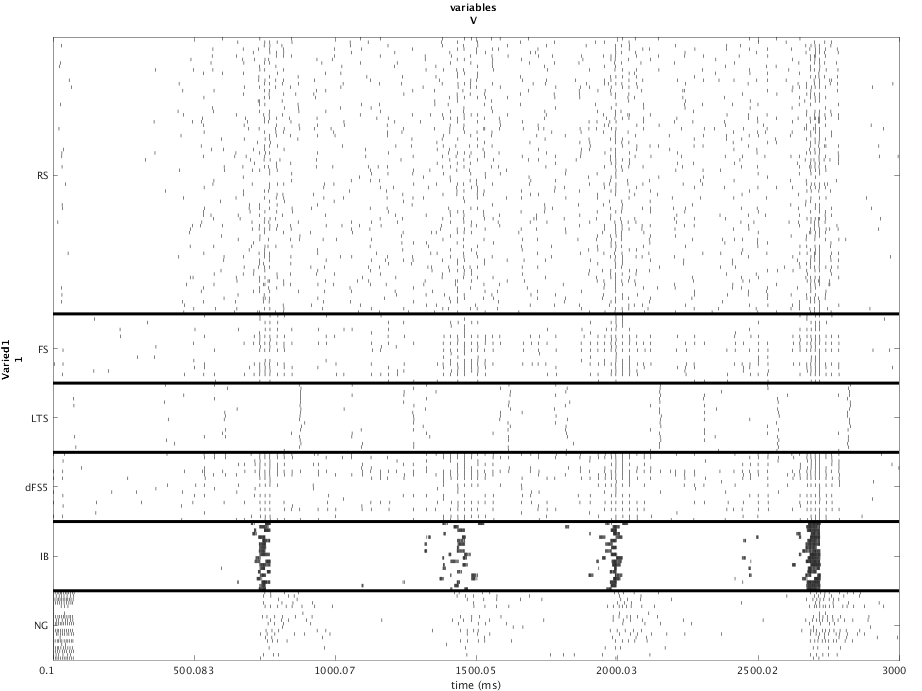 variables
V
RS
FS
LTS
dFS5
IB
NG
Varied1
1
0.1 500.083 1000.07 1500.05 2000.03 2500.02 3000
time (ms)